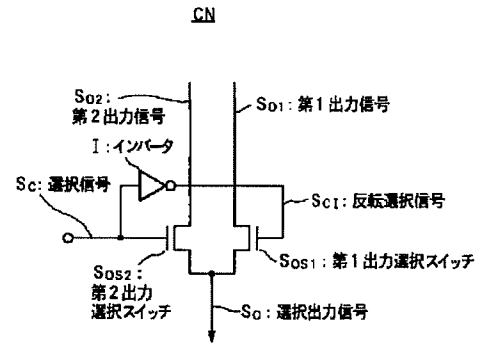 CN
SO2:
第2出力信号
SO1:第1出力信号
I:インバータ
SC:選択信号
SCI:反転選択信号
SOS2:
第2出力
選択スイッチ
SOS1:第1出力選択スイッチ
SO:選択出力信号